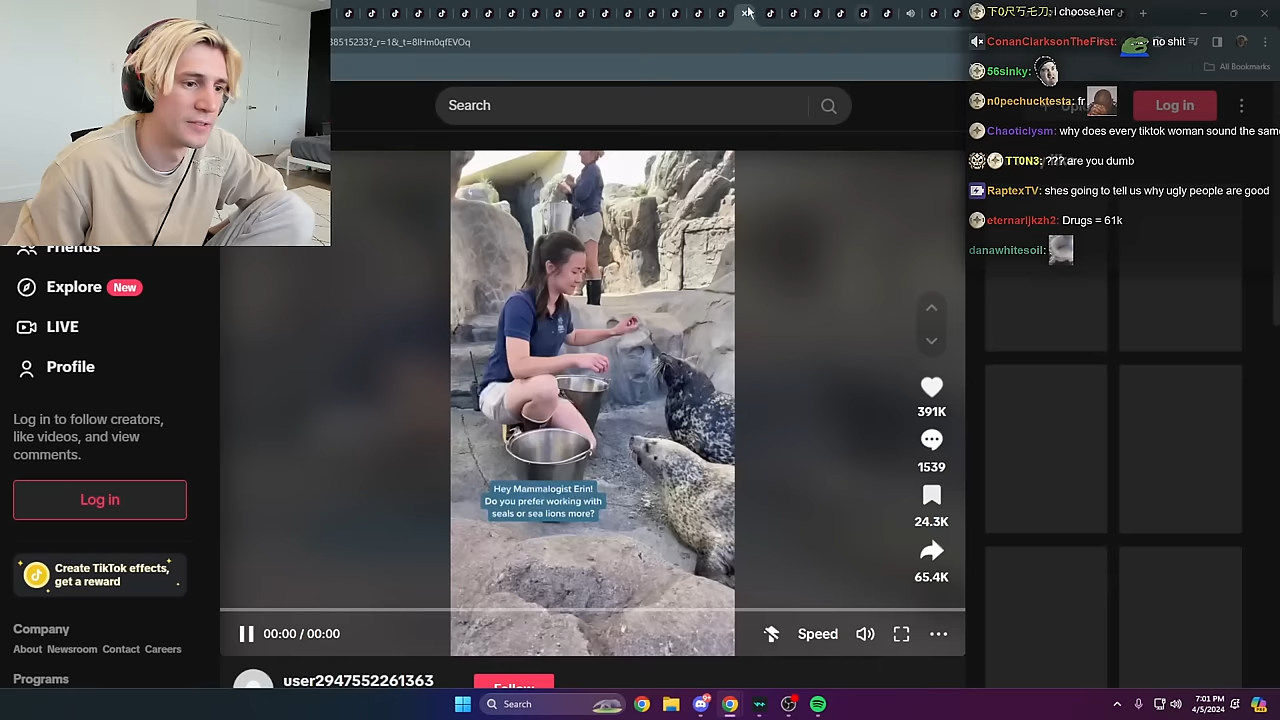 385152337?_r=1&_t=8lHm0qfEVOq
All Bookmarks
Search
Log in
I choose her
ConanClarksonTheFirst: no shit
56sinky:
n0pechucktesta: fr
Chaoticlysm: why does every tiktok woman sound the same
TT0N3: ??? are you dumb
RaptexTV: shes going to tell us why ugly people are good
eternarljkzh2: Drugs = 61k
danawhitesoil:
Friends
Explore New
LIVE
Profile
Log in to follow creators,
like videos, and view
comments.
Log in
Create TikTok effects,
get a reward
Company
About Newsroom Contact Careers
Programs
Hey Mammalogist Erin!
Do you prefer working with
seals or sea lions more?
391K
1539
24.3K
65.4K
00:00 / 00:00
Speed
user2947552261363
Follow
Search
7:01 PM
4/5/2024